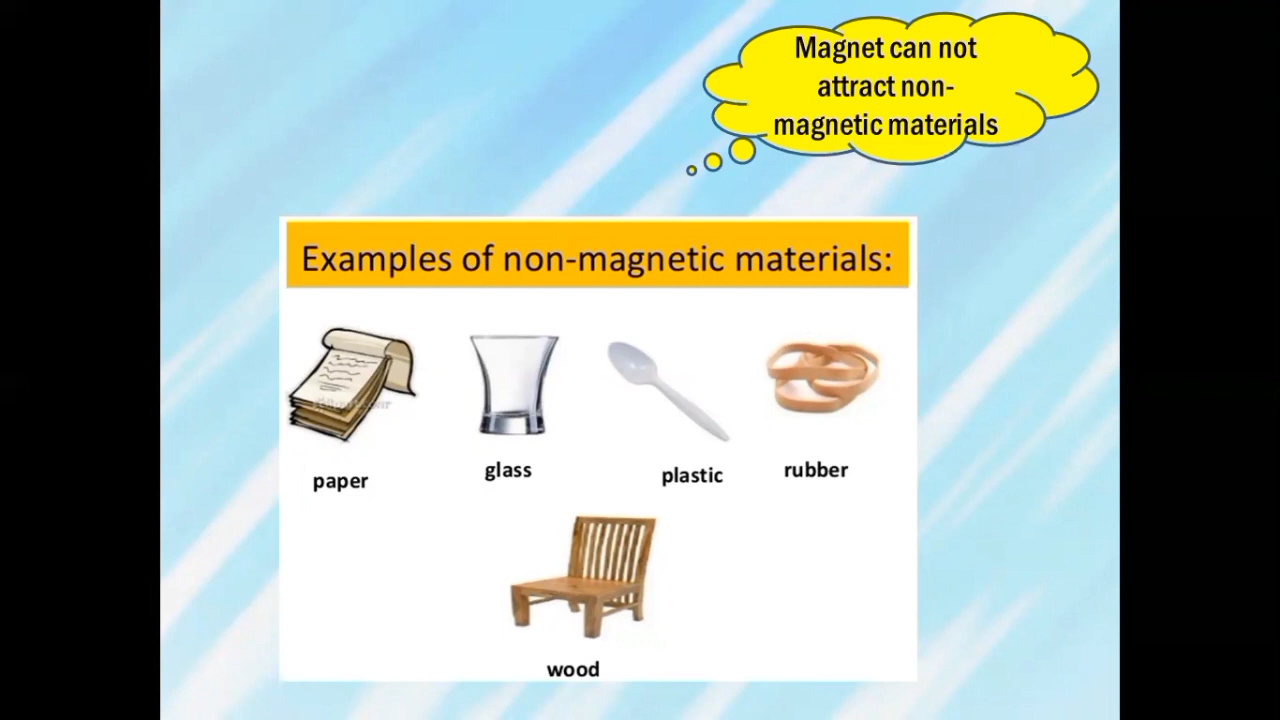 Magnet can not
attract non-
magnetic materials
Examples of non-magnetic materials:
paper
glass
plastic
rubber
wood